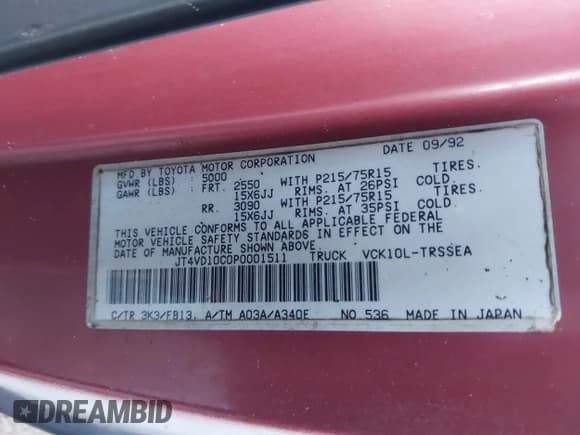 MFD BY TOYOTA MOTOR CORPORATION DATE 09/92
GVWR (LBS) 5000
GAWR (LBS) FRT. 2550 WITH P215/75R15 TIRES.
15X6JJ RIMS. AT 26PSI COLD.
RR. 3090 WITH P215/75R15 TIRES.
15X6JJ RIMS. AT 35PSI COLD.
THIS VEHICLE CONFORMS TO ALL APPLICABLE FEDERAL
MOTOR VEHICLE SAFETY STANDARDS IN EFFECT ON THE
DATE OF MANUFACTURE SHOWN ABOVE.
JT4VD10C0P0001511 TRUCK VCK10L-TRSSEA
C/TR 3K3/FB13. A/TM A03A/A340E NO.536 MADE IN JAPAN
DREAMBID